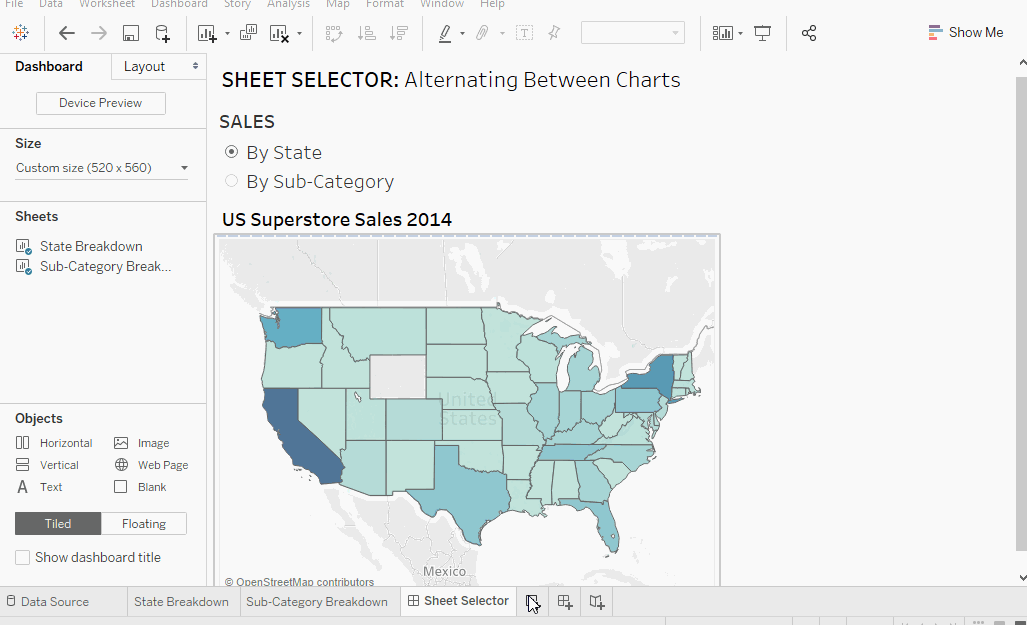 File Data Worksheet Dashboard Story Analysis Map Format Window Help
Show Me
Dashboard Layout
Device Preview
Size
Custom size (520 x 560)
Sheets
State Breakdown
Sub-Category Break...
Objects
Horizontal Image
Vertical Web Page
A Text Blank
Tiled Floating
Show dashboard title
SHEET SELECTOR: Alternating Between Charts
SALES
By State
By Sub-Category
US Superstore Sales 2014
United
States
Mexico
© OpenStreetMap contributors
Data Source State Breakdown Sub-Category Breakdown Sheet Selector